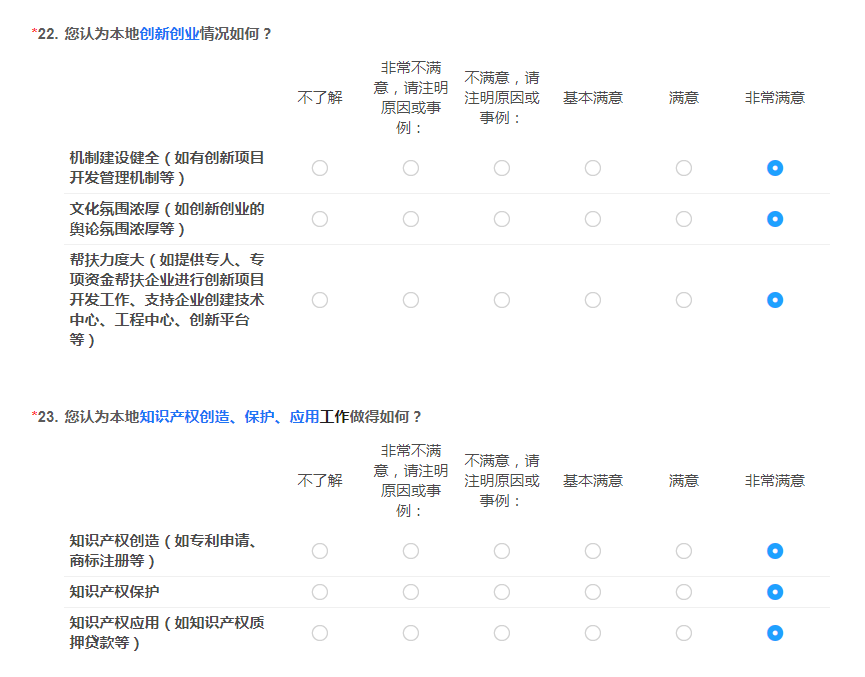 *22. 您认为本地创新创业情况如何？
不了解 非常不满意，请注明原因或事例： 不满意，请注明原因或事例： 基本满意 满意 非常满意
机制建设健全（如有创新项目
开发管理机制等）
文化氛围浓厚（如创新创业的
舆论氛围浓厚等）
帮扶力度大（如提供专人、专
项资金帮扶企业进行创新项目
开发工作、支持企业创建技术
中心、工程中心、创新平台
等）
*23. 您认为本地知识产权创造、保护、应用工作做得如何？
不了解 非常不满意，请注明原因或事例： 不满意，请注明原因或事例： 基本满意 满意 非常满意
知识产权创造（如专利申请、
商标注册等）
知识产权保护
知识产权应用（如知识产权质
押贷款等）